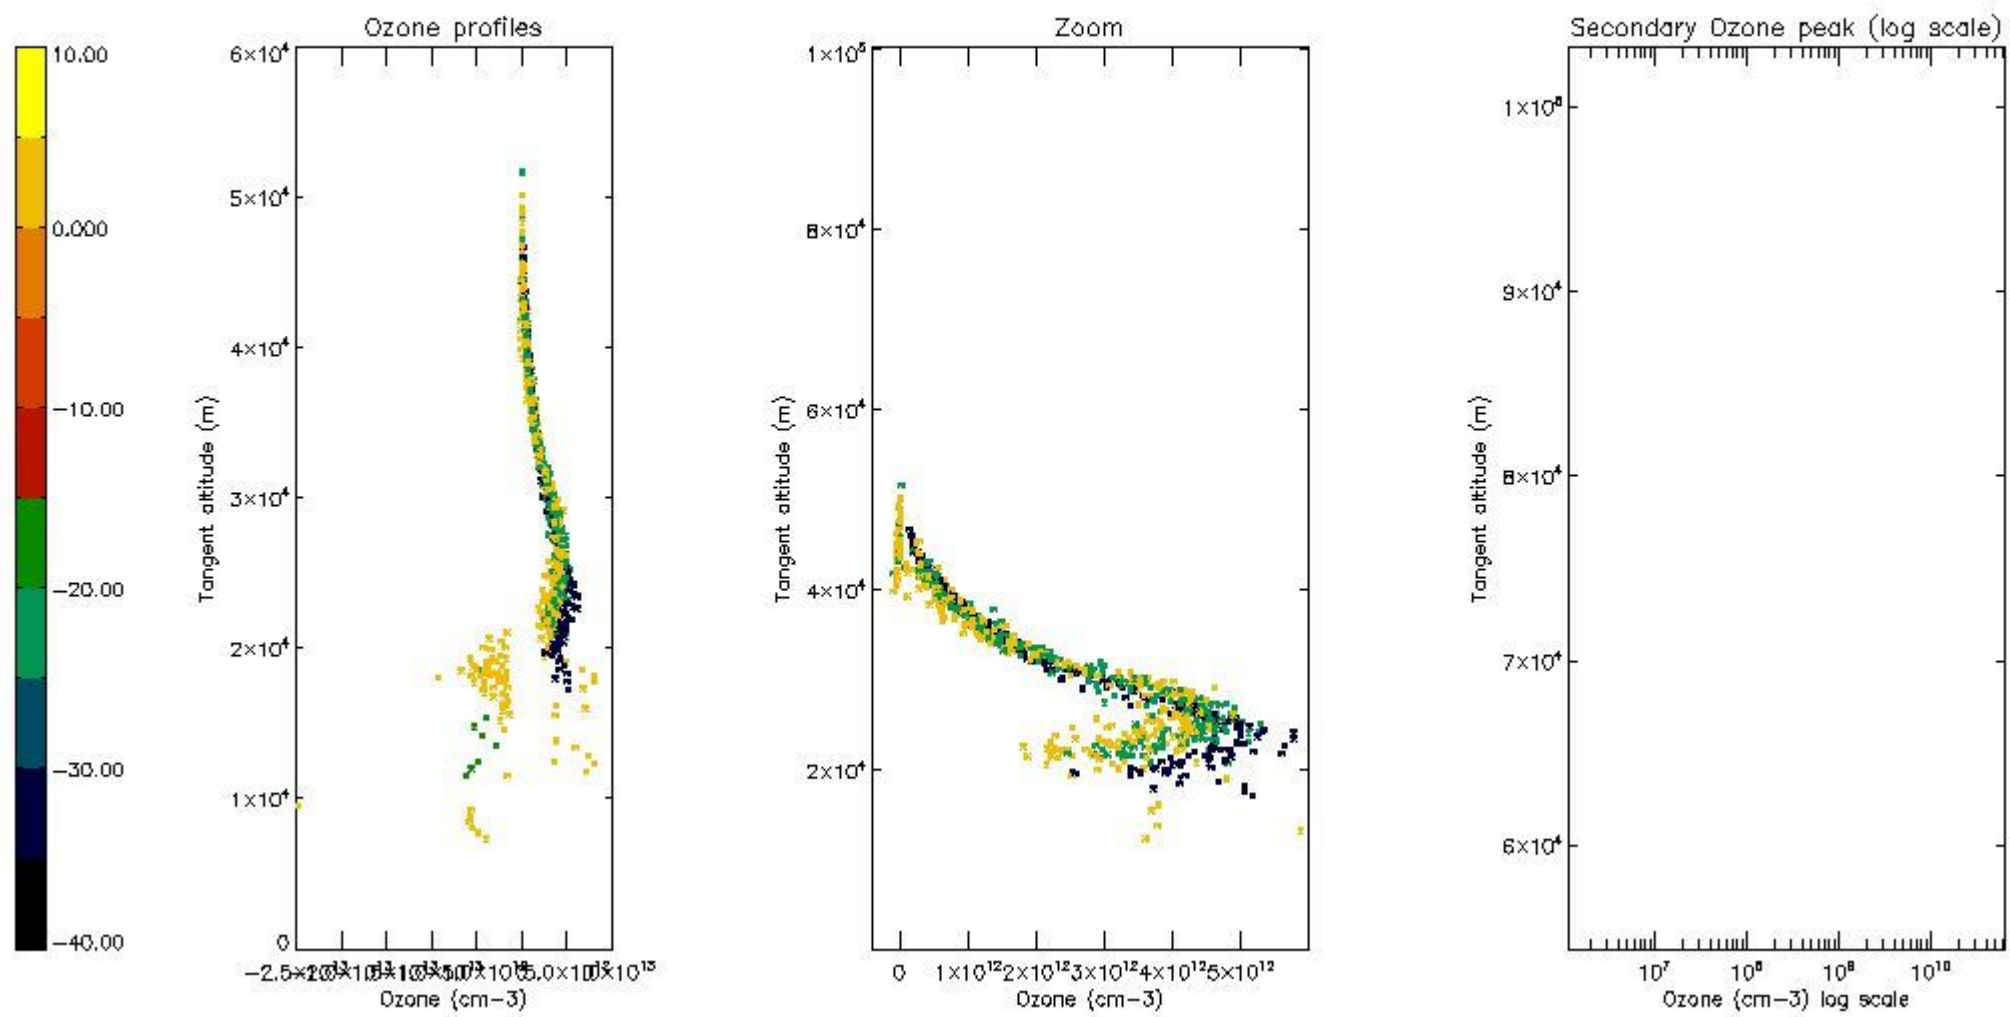 Ozone profiles
Zoom
Secondary Ozone peak (log scale)
10.00
0.000
−10.00
−20.00
−30.00
−40.00
6×10⁴
5×10⁴
4×10⁴
3×10⁴
2×10⁴
1×10⁴
0
Tangent altitude (m)
Ozone (cm−3)
1×10⁵
8×10⁴
6×10⁴
4×10⁴
2×10⁴
Tangent altitude (m)
0 1×10¹² 2×10¹² 3×10¹² 4×10¹² 5×10¹²
Ozone (cm−3)
9×10⁴
8×10⁴
7×10⁴
6×10⁴
Tangent altitude (m)
10⁷ 10⁸ 10⁹ 10¹⁰
Ozone (cm−3) log scale